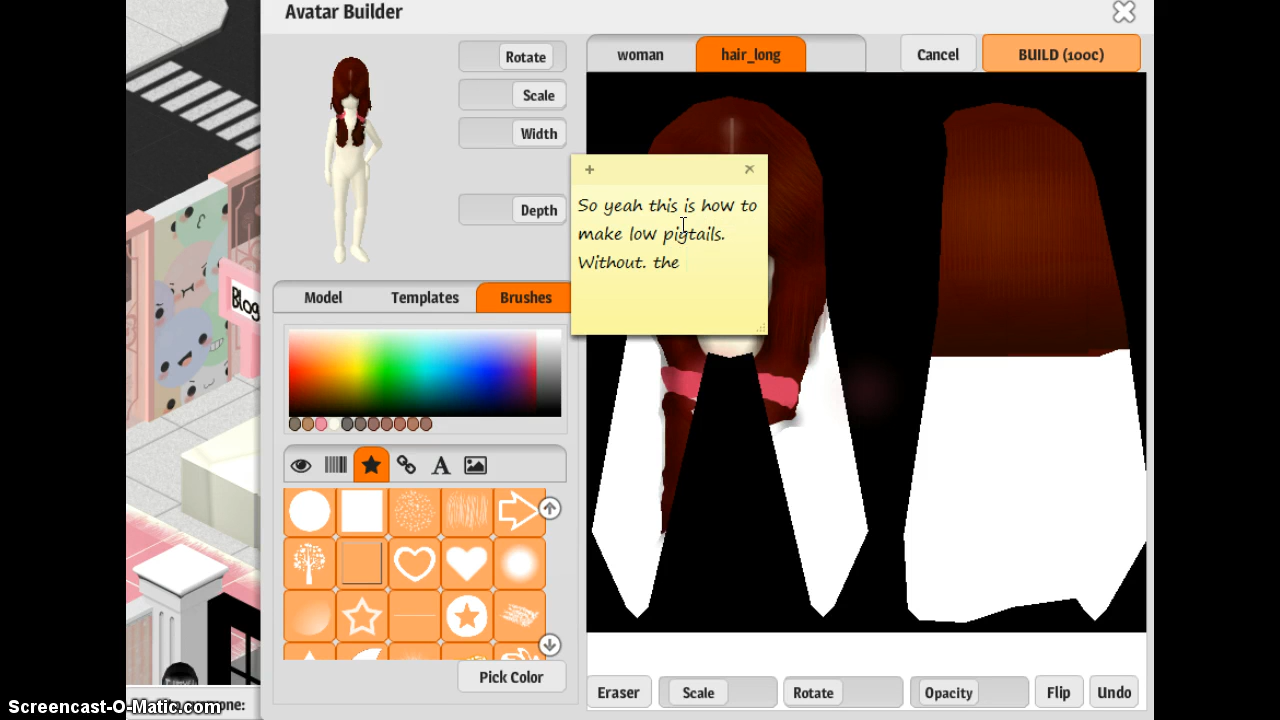 Avatar Builder
Rotate
Scale
Width
Depth
woman
hair_long
Cancel
BUILD (100C)
So yeah this is how to
make low pigtails.
Without. the
Blog
Model
Templates
Brushes
A
Pick Color
Eraser
Scale
Rotate
Opacity
Flip
Undo
Screencast-O-Matic.com
one: